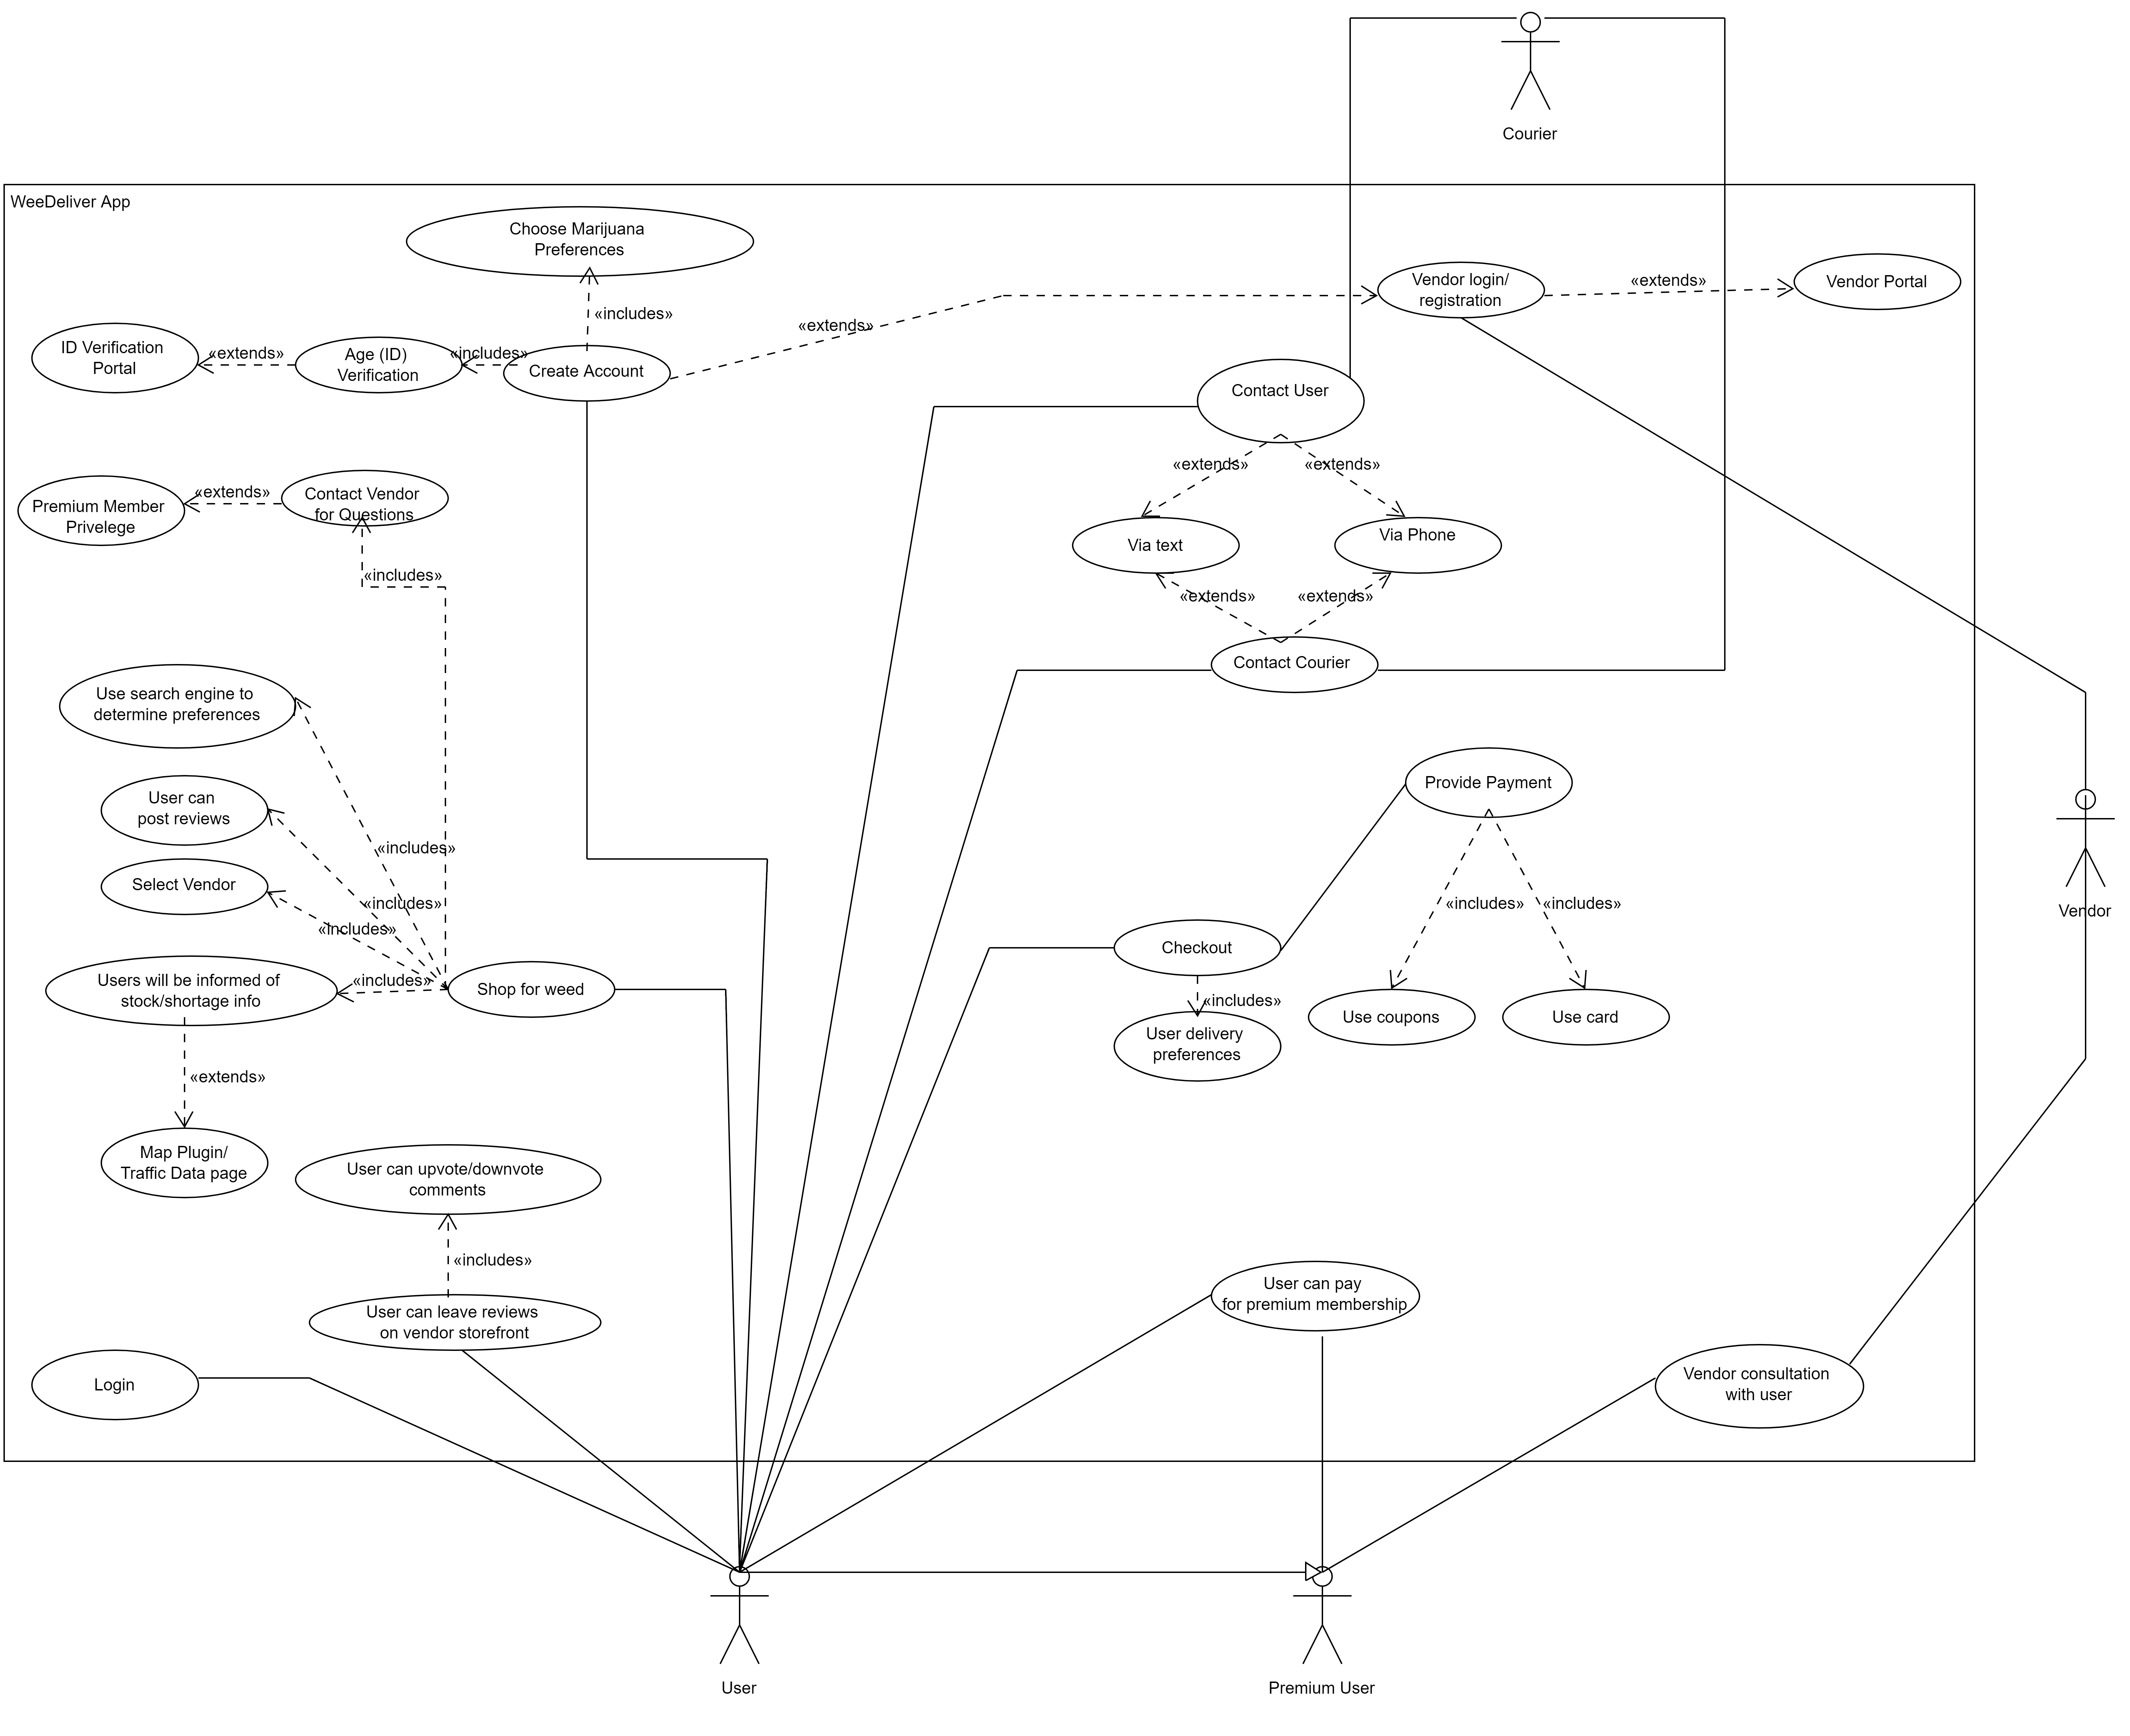 Courier
WeeDeliver App
Choose Marijuana
Preferences
«includes»
Vendor login/
registration
«extends»
Vendor Portal
«extends»
ID Verification
Portal
«extends»
Age (ID)
Verification
«includes»
Create Account
Contact User
«extends»
«extends»
Premium Member
Privelege
«extends»
Contact Vendor
for Questions
Via text
Via Phone
«includes»
«extends»
«extends»
Contact Courier
Use search engine to
determine preferences
User can
post reviews
Provide Payment
«includes»
Select Vendor
«includes»
«includes»
«includes»
«includes»
Vendor
Checkout
Users will be informed of
stock/shortage info
«includes»
Shop for weed
«includes»
Use coupons
Use card
User delivery
preferences
«extends»
Map Plugin/
Traffic Data page
User can upvote/downvote
comments
«includes»
User can pay
for premium membership
User can leave reviews
on vendor storefront
Login
Vendor consultation
with user
User
Premium User